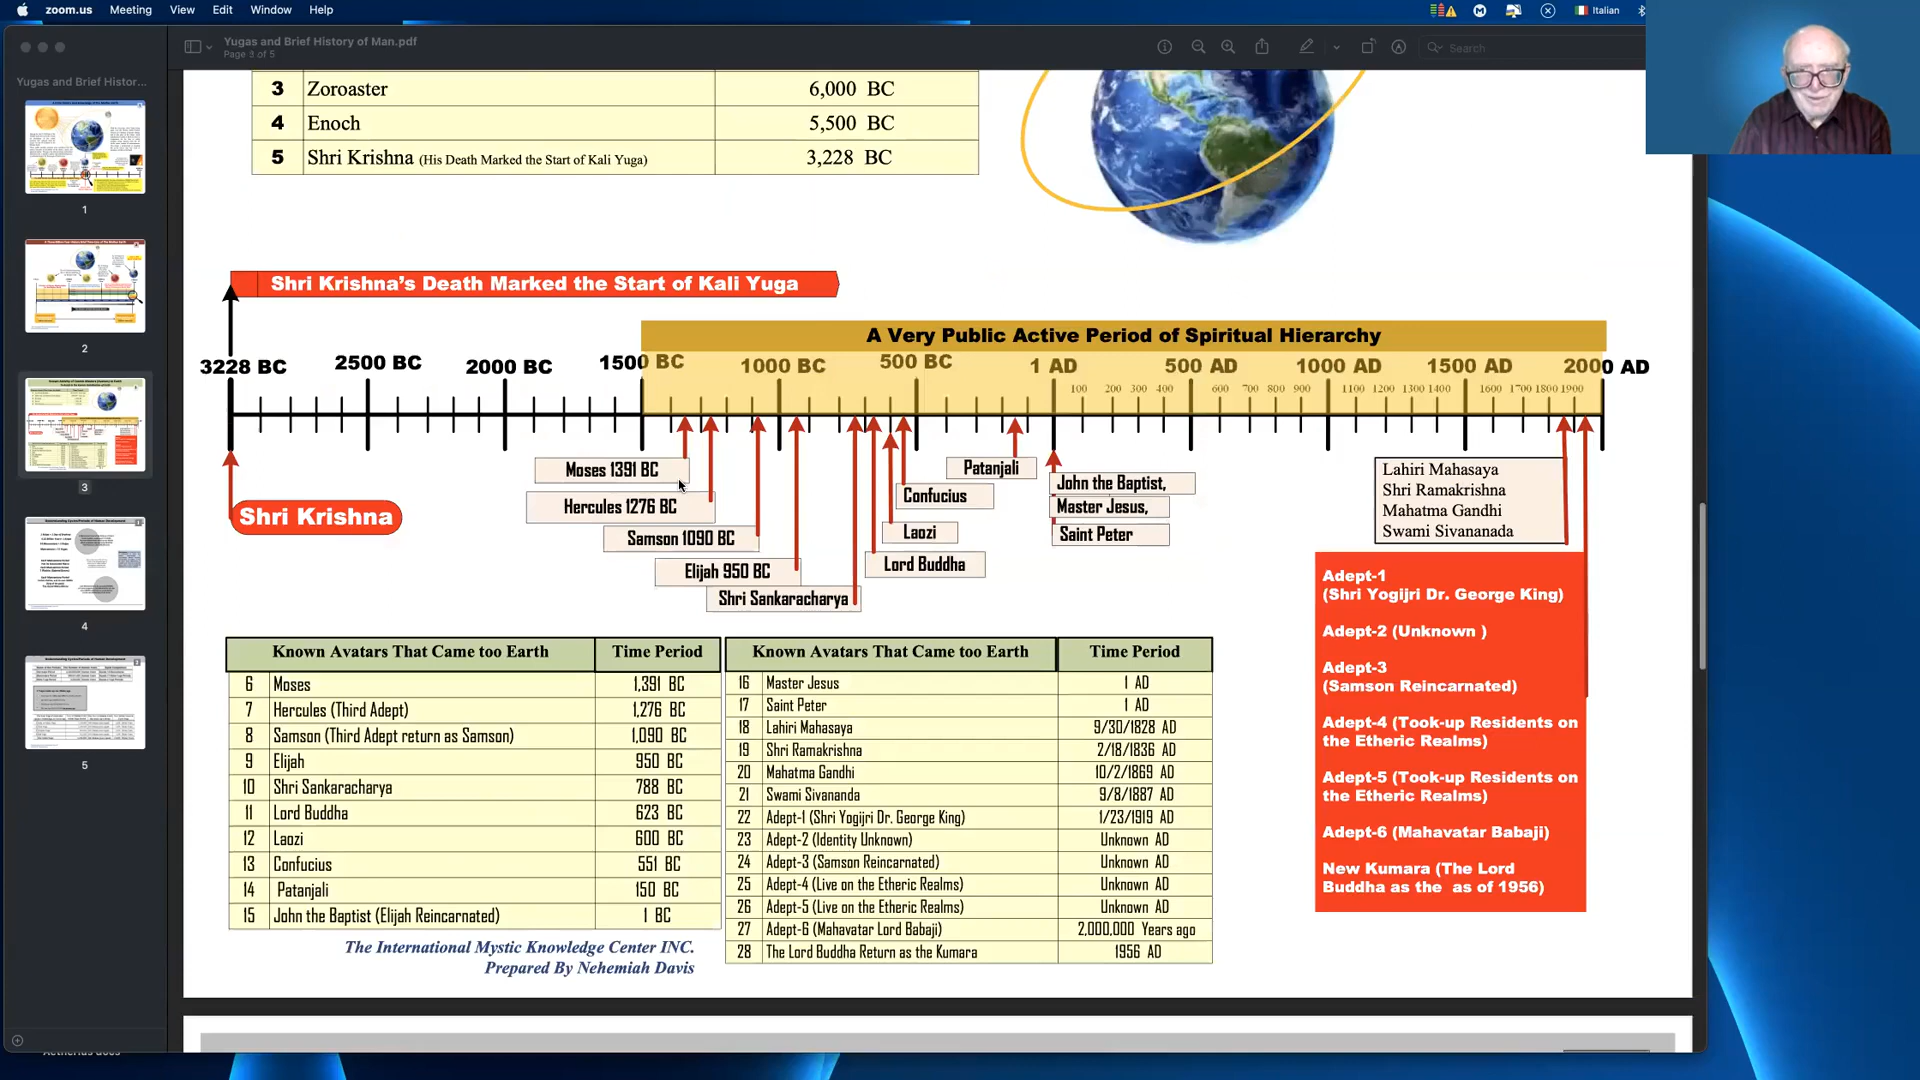 zoom.us Meeting View Edit Window Help
Italian
Yugas and Brief History of Man.pdf
Page 3 of 5
Search
Yugas and Brief Histor...
1
2
3
4
5
3 Zoroaster 6,000 BC
4 Enoch 5,500 BC
5 Shri Krishna (His Death Marked the Start of Kali Yuga) 3,228 BC
Shri Krishna's Death Marked the Start of Kali Yuga
A Very Public Active Period of Spiritual Hierarchy
3228 BC 2500 BC 2000 BC 1500 BC 1000 BC 500 BC 1 AD 500 AD 1000 AD 1500 AD 2000 AD
100 200 300 400 600 700 800 900 1100 1200 1300 1400 1600 1700 1800 1900
Shri Krishna
Moses 1391 BC
Hercules 1276 BC
Samson 1090 BC
Elijah 950 BC
Shri Sankaracharya
Patanjali
Confucius
Laozi
Lord Buddha
John the Baptist,
Master Jesus,
Saint Peter
Lahiri Mahasaya
Shri Ramakrishna
Mahatma Gandhi
Swami Sivananada
Adept-1
(Shri Yogijri Dr. George King)
Adept-2 (Unknown )
Adept-3
(Samson Reincarnated)
Adept-4 (Took-up Residents on
the Etheric Realms)
Adept-5 (Took-up Residents on
the Etheric Realms)
Adept-6 (Mahavatar Babaji)
New Kumara (The Lord
Buddha as the as of 1956)
Known Avatars That Came too Earth Time Period
6 Moses 1,391 BC
7 Hercules (Third Adept) 1,276 BC
8 Samson (Third Adept return as Samson) 1,090 BC
9 Elijah 950 BC
10 Shri Sankaracharya 788 BC
11 Lord Buddha 623 BC
12 Laozi 600 BC
13 Confucius 551 BC
14 Patanjali 150 BC
15 John the Baptist (Elijah Reincarnated) 1 BC
Known Avatars That Came too Earth Time Period
16 Master Jesus 1 AD
17 Saint Peter 1 AD
18 Lahiri Mahasaya 9/30/1828 AD
19 Shri Ramakrishna 2/18/1836 AD
20 Mahatma Gandhi 10/2/1869 AD
21 Swami Sivananda 9/8/1887 AD
22 Adept-1 (Shri Yogijri Dr. George King) 1/23/1919 AD
23 Adept-2 (Identity Unknown) Unknown AD
24 Adept-3 (Samson Reincarnated) Unknown AD
25 Adept-4 (Live on the Etheric Realms) Unknown AD
26 Adept-5 (Live on the Etheric Realms) Unknown AD
27 Adept-6 (Mahavatar Lord Babaji) 2,000,000 Years ago
28 The Lord Buddha Return as the Kumara 1956 AD
The International Mystic Knowledge Center INC.
Prepared By Nehemiah Davis